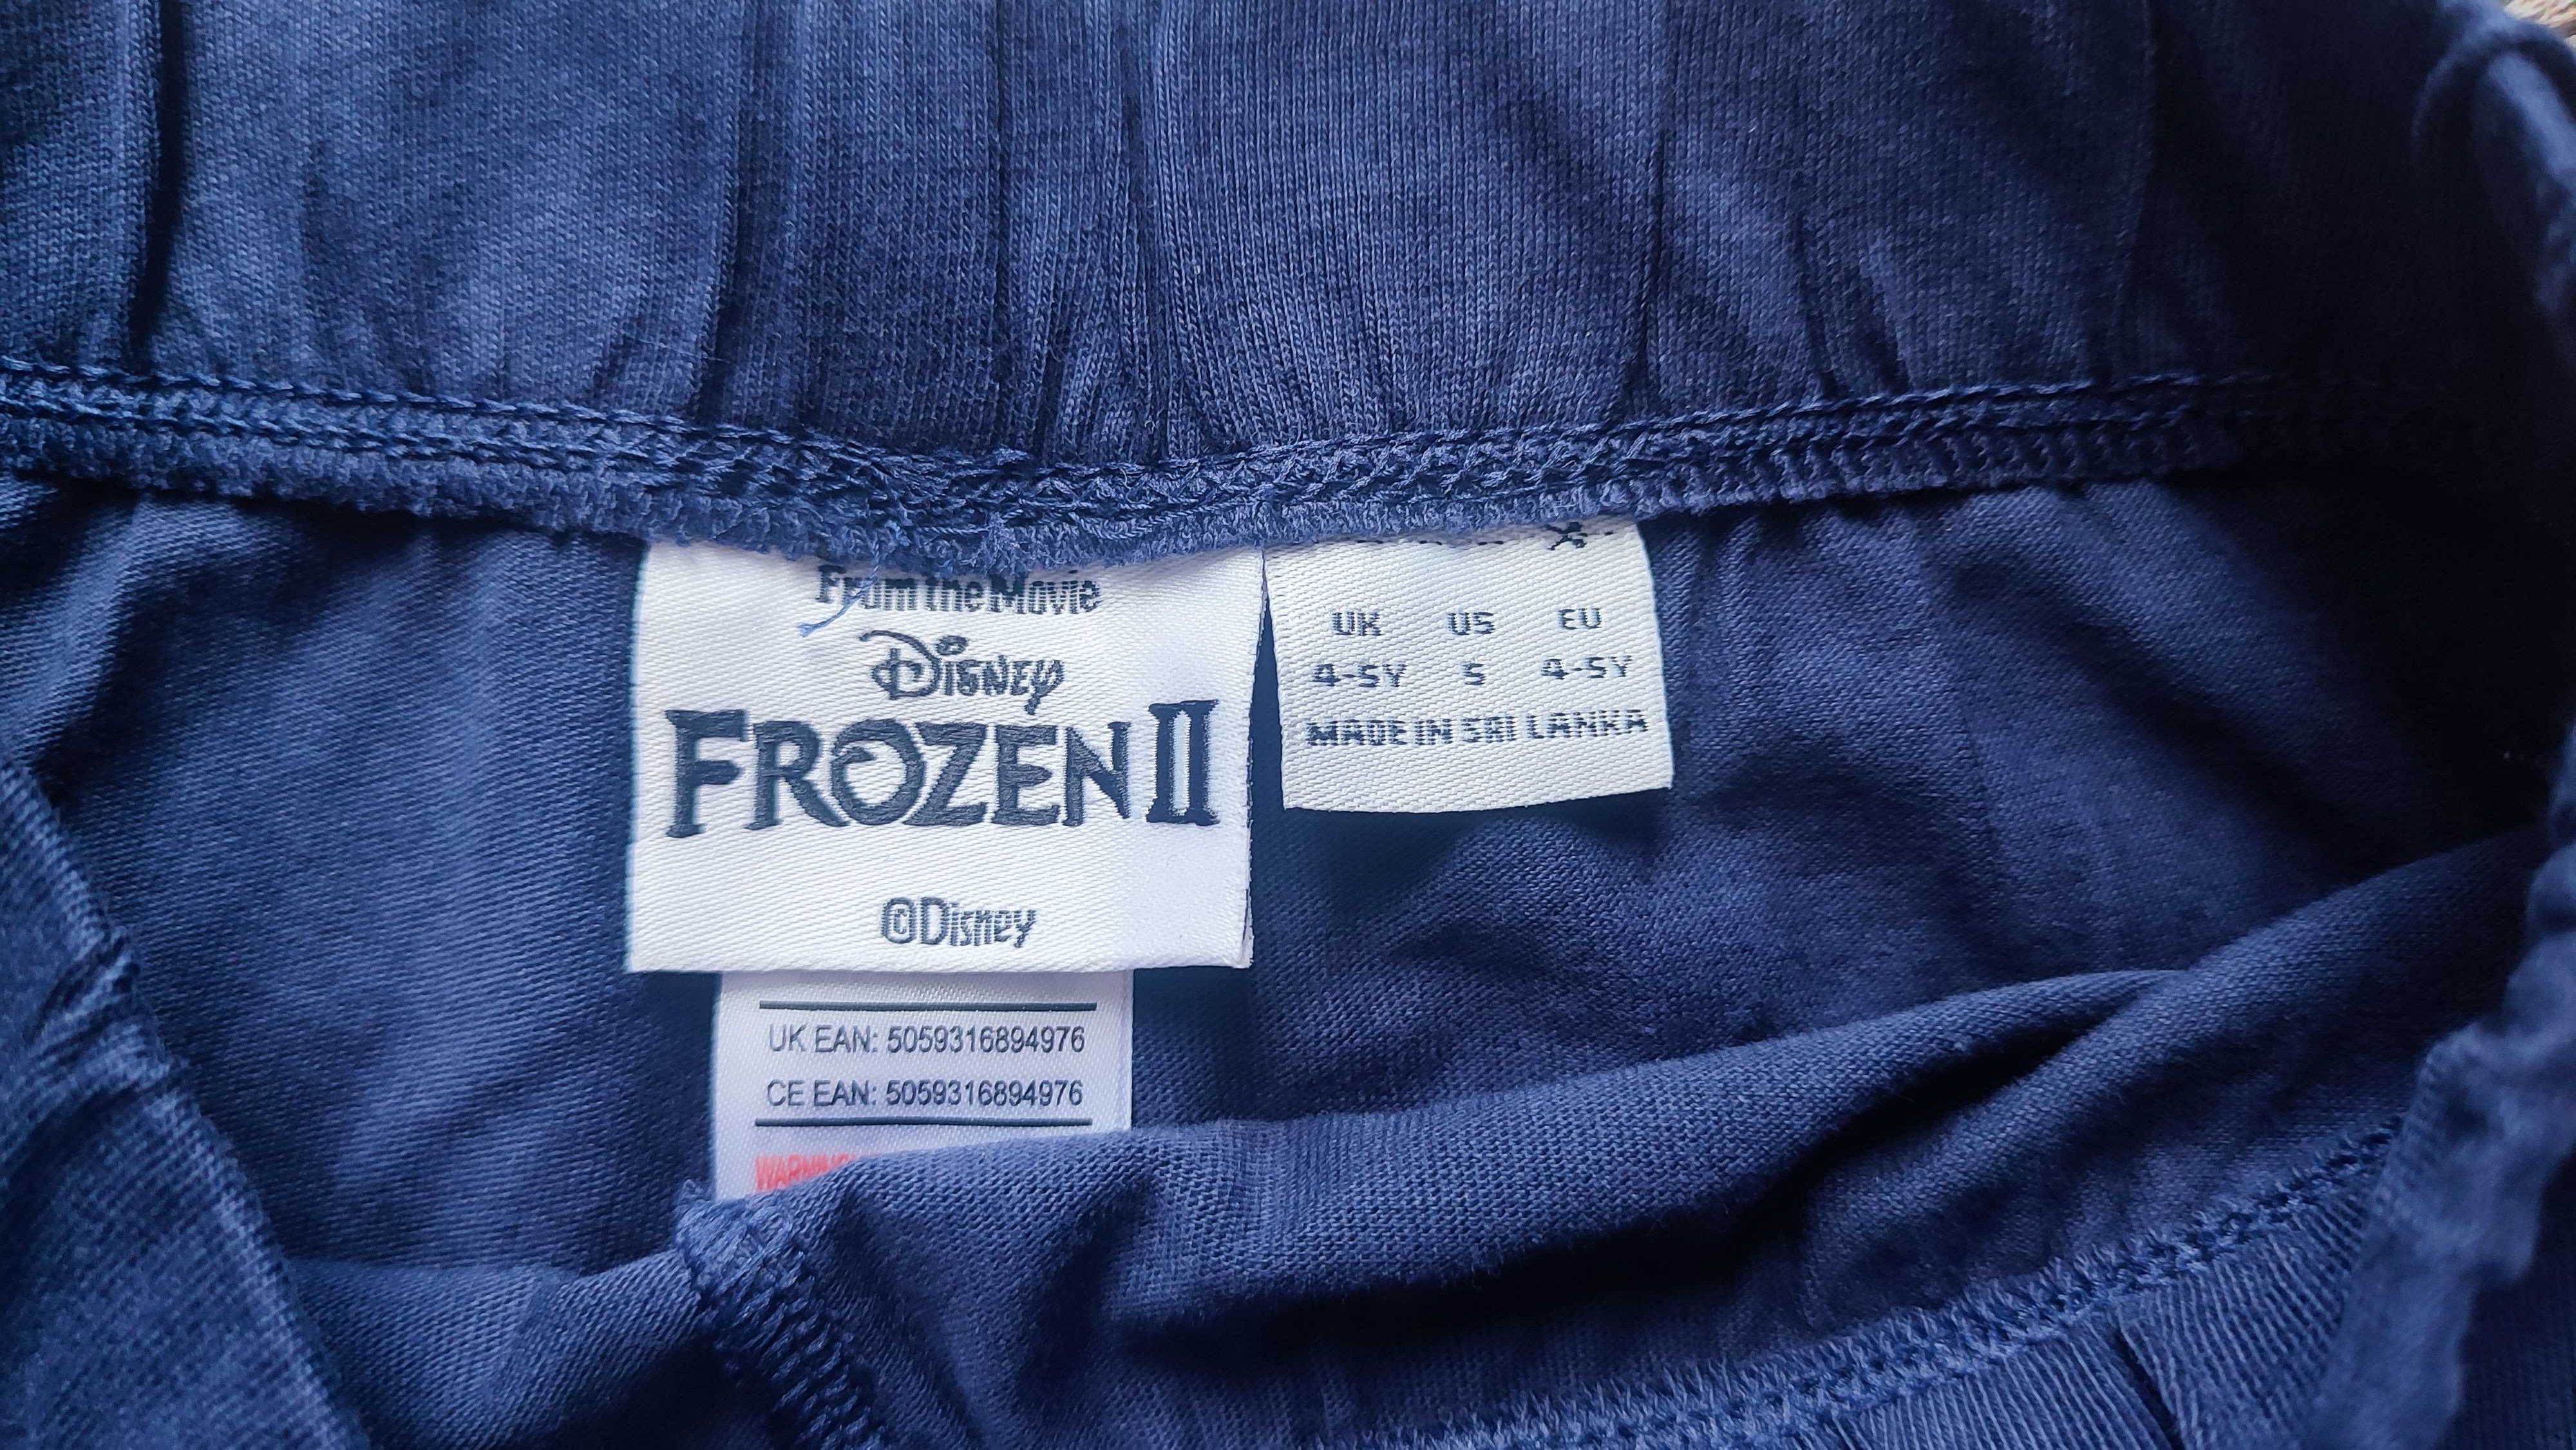 From the Movie
Disney
FROZEN II
©Disney
UK US EU
4-5Y 5 4-5Y
MADE IN SRI LANKA
UK EAN: 5059316894976
CE EAN: 5059316894976
WARNING